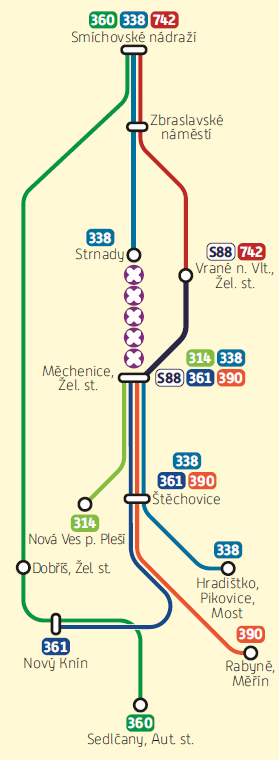 360 338 742
Smíchovské nádraží
Zbraslavské
náměstí
338
Strnady
S88 742
Vrané n. Vlt.,
Žel. st.
314 338
Měchenice,
Žel. st.
S88 361 390
338
361 390
Štěchovice
314
Nová Ves p. Pleší
338
Hradištko,
Pikovice,
Most
Dobříš, Žel. st.
361
Nový Knín
390
Rabyně,
Měřín
360
Sedlčany, Aut. st.